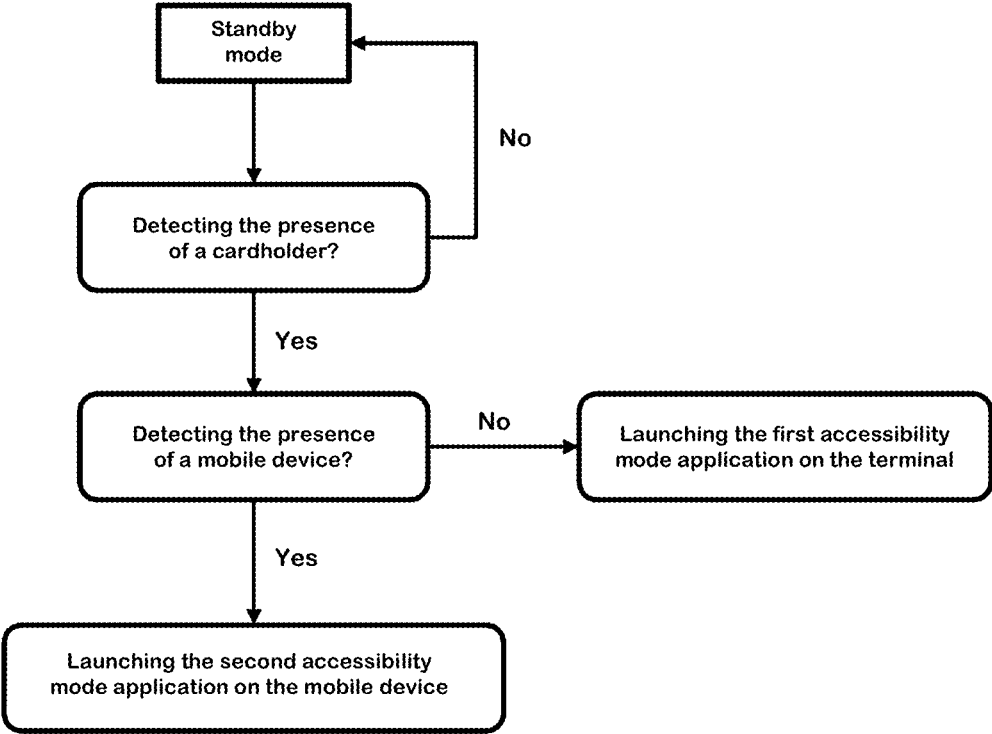 Standby
mode
No
Detecting the presence
of a cardholder?
Yes
Detecting the presence
of a mobile device?
No
Launching the first accessibility
mode application on the terminal
Yes
Launching the second accessibility
mode application on the mobile device